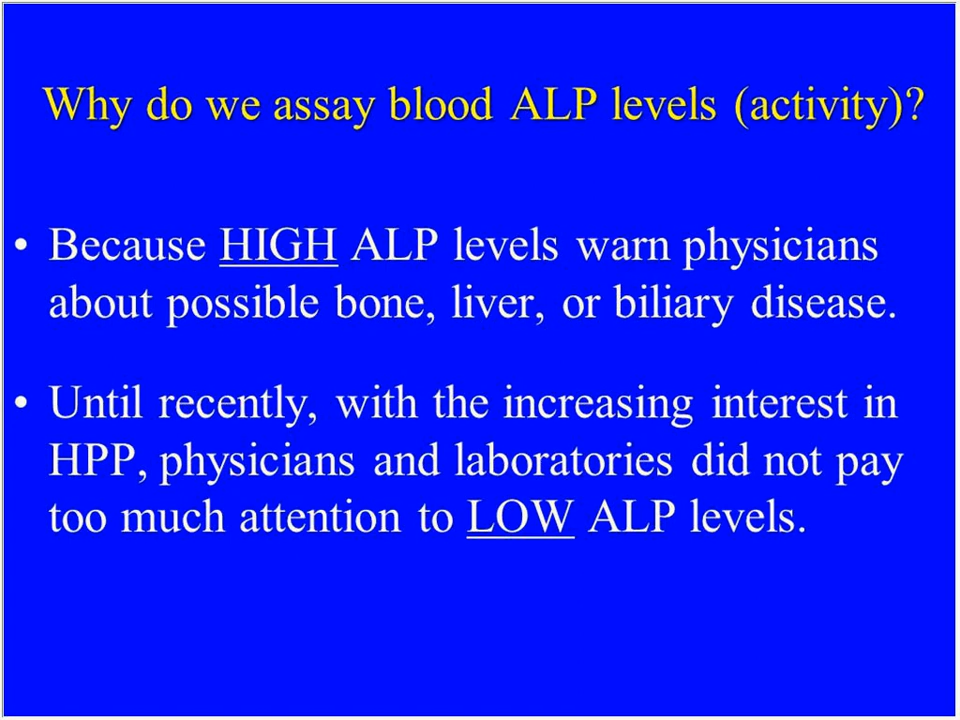 Why do we assay blood ALP levels (activity)?
• Because HIGH ALP levels warn physicians
about possible bone, liver, or biliary disease.
• Until recently, with the increasing interest in
HPP, physicians and laboratories did not pay
too much attention to LOW ALP levels.